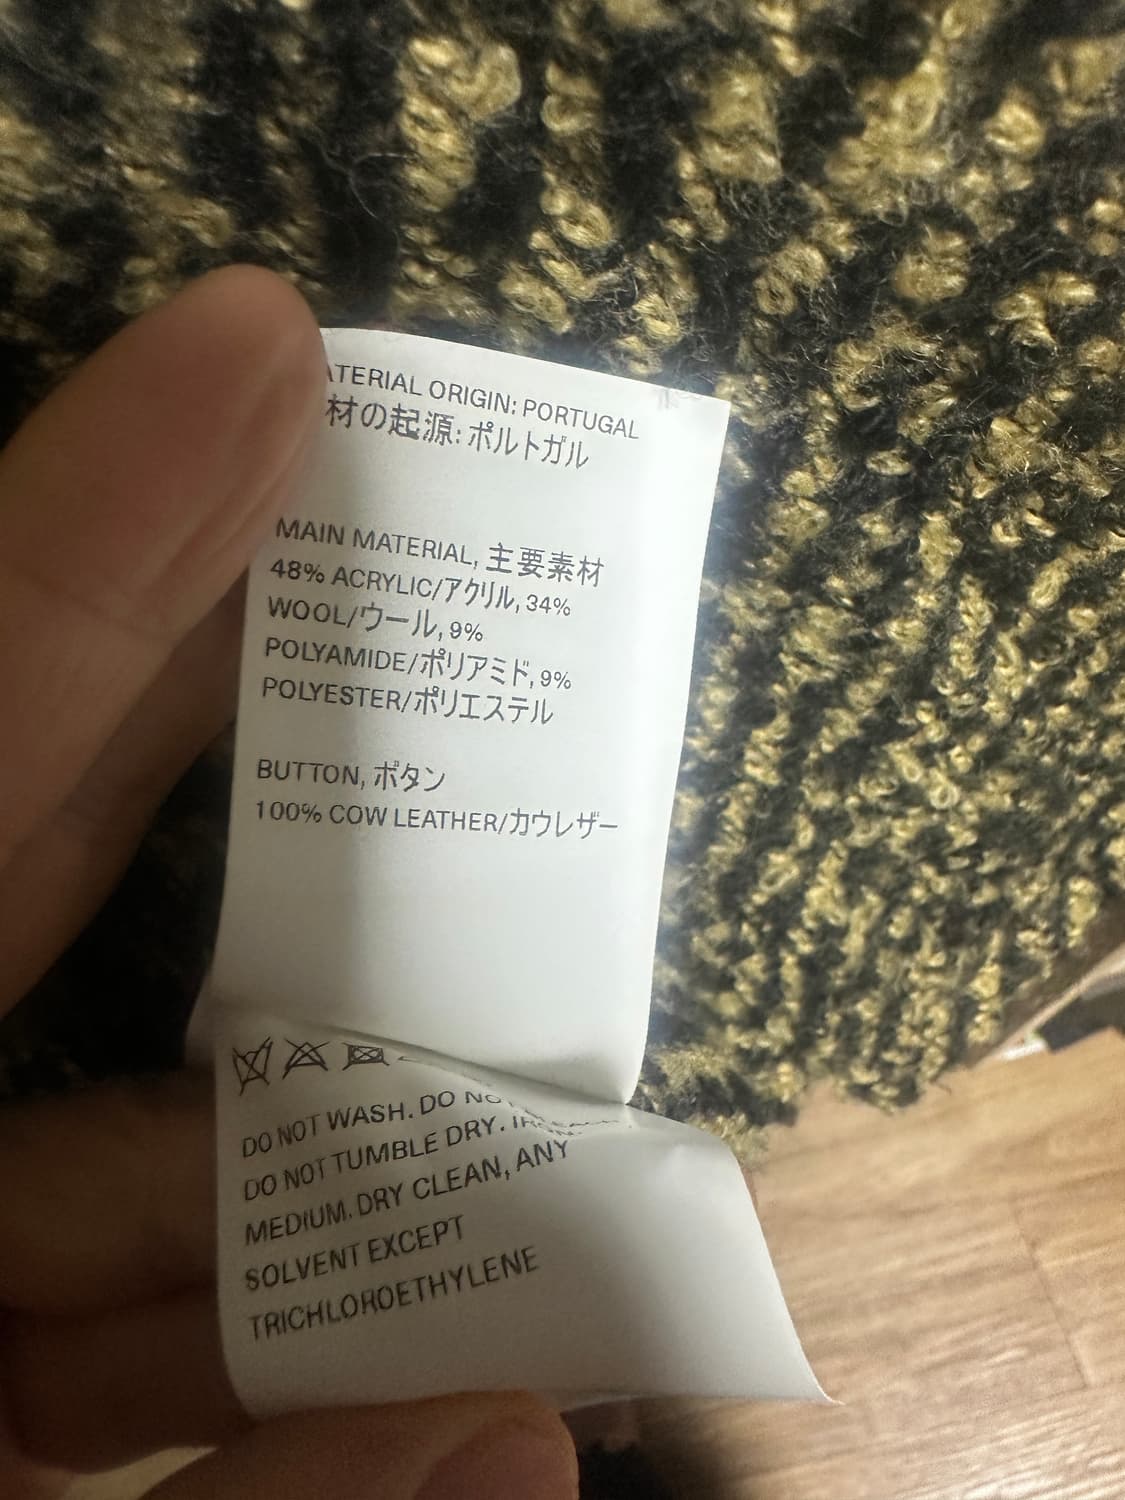 ATERIAL ORIGIN: PORTUGAL
材の起源: ポルトガル
MAIN MATERIAL, 主要素材
48% ACRYLIC/アクリル, 34%
WOOL/ウール, 9%
POLYAMIDE/ポリアミド, 9%
POLYESTER/ポリエステル
BUTTON, ボタン
100% COW LEATHER/カウレザー
DO NOT WASH. DO
DO NOT TUMBLE DRY.
MEDIUM. DRY CLEAN, ANY
SOLVENT EXCEPT
TRICHLOROETHYLENE